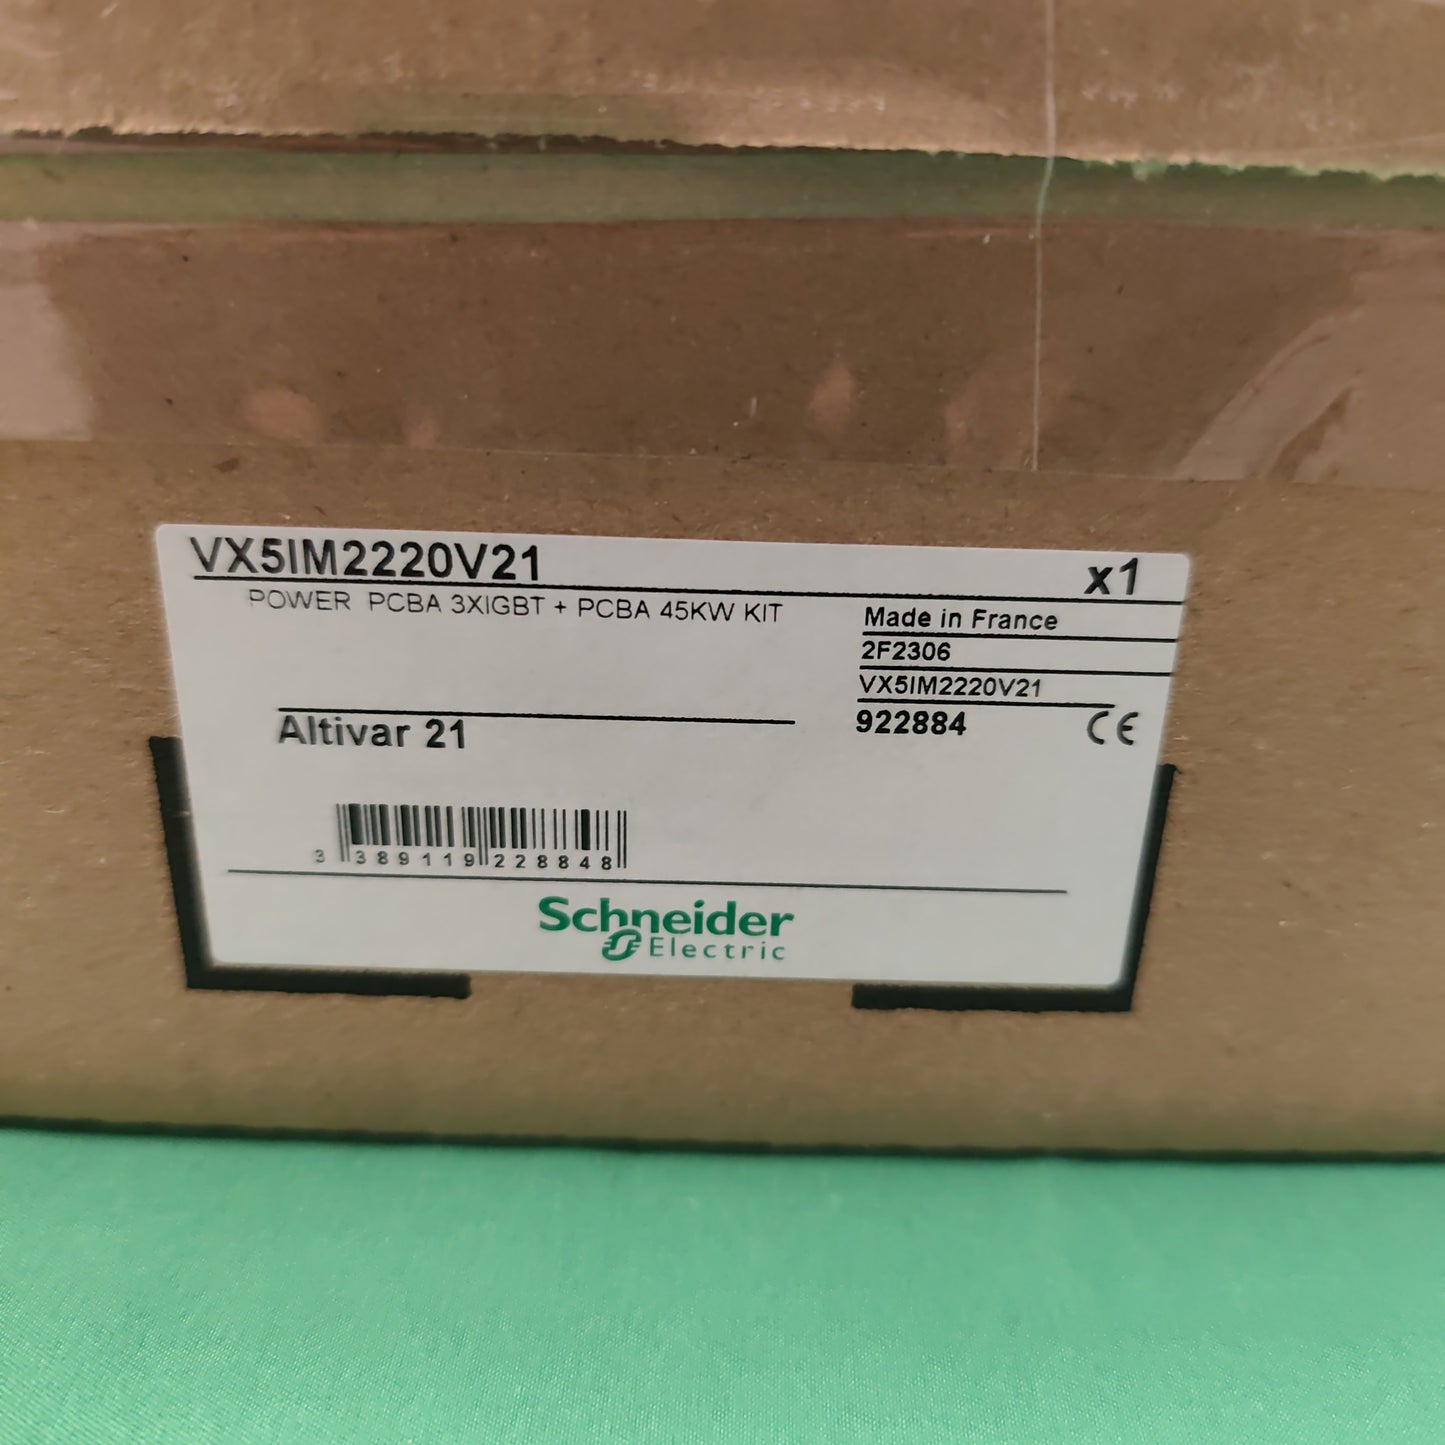 VX5IM2220V21 x1
POWER PCBA 3XIGBT + PCBA 45KW KIT
Made in France
2F2306
VX5IM2220V21
922884 CE
Altivar 21
3 389119 228848
Schneider
Electric